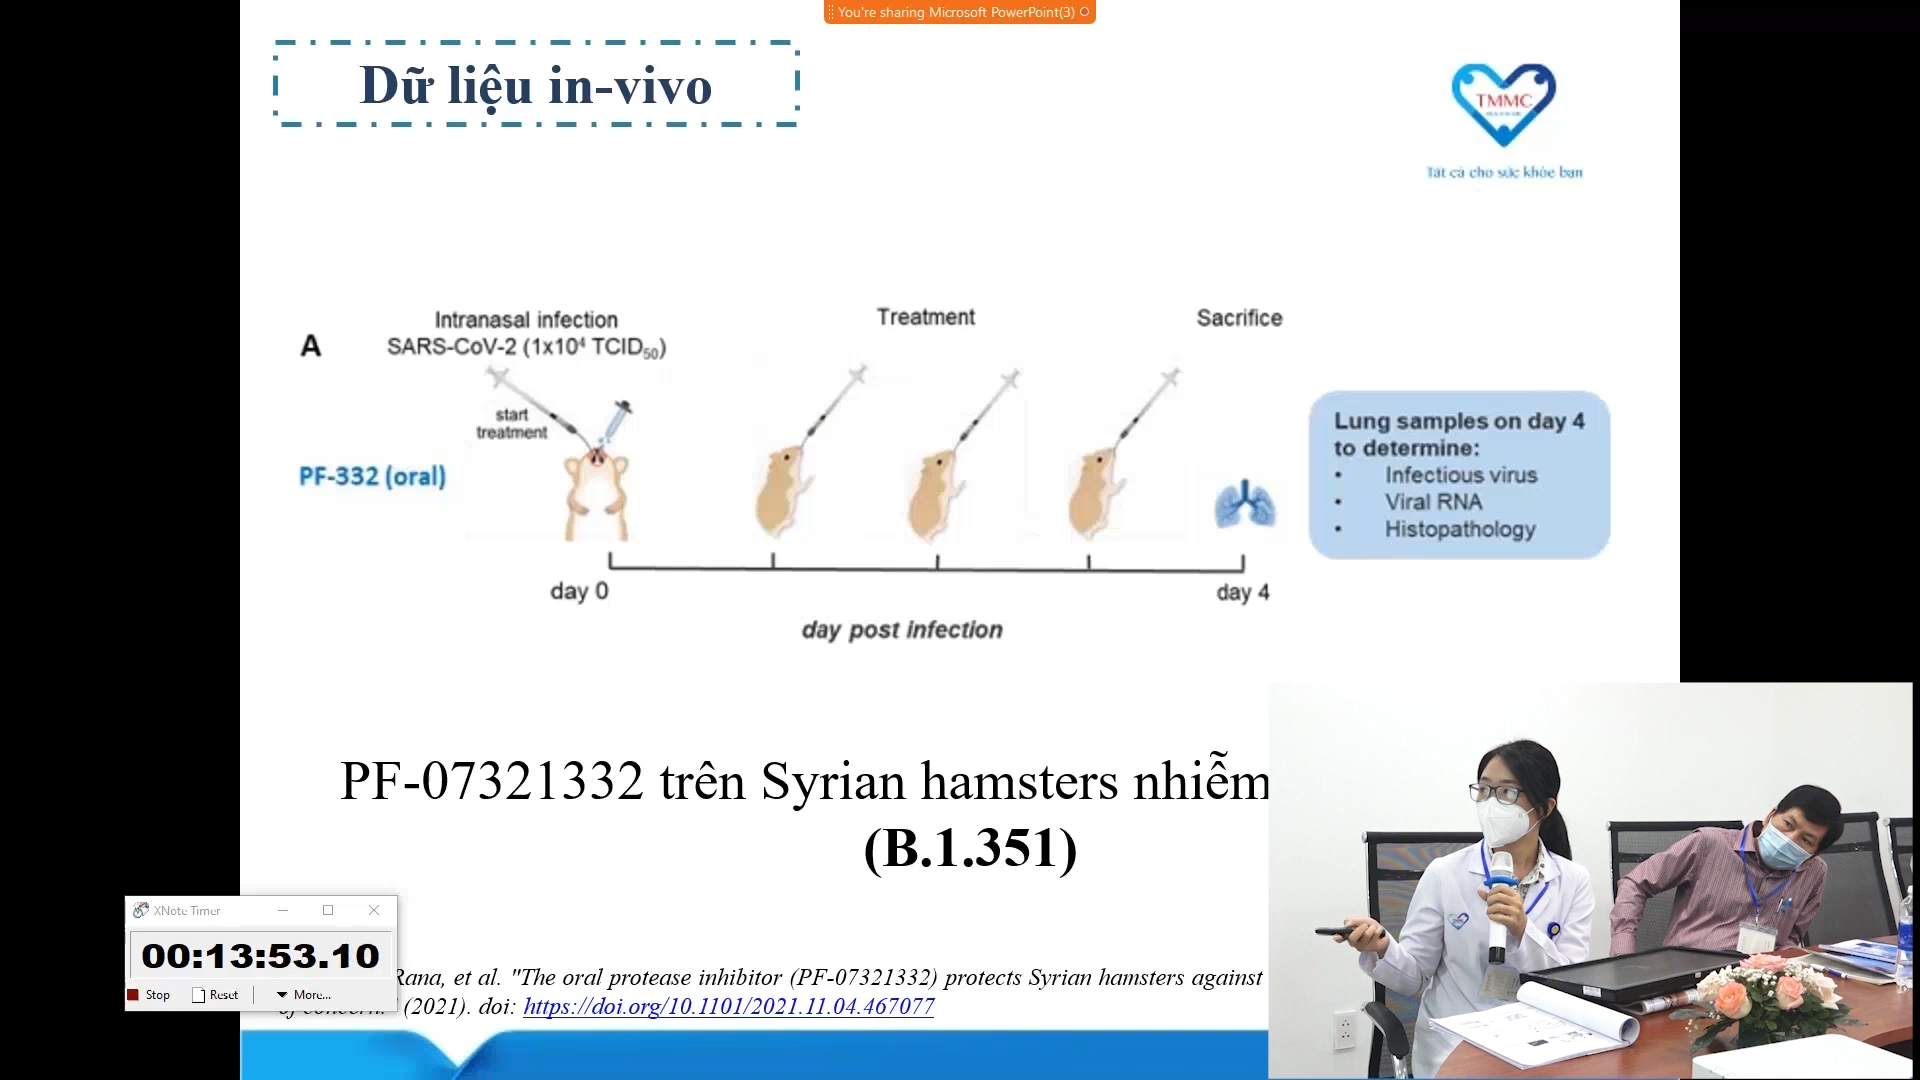 You're sharing Microsoft PowerPoint(3)
Dữ liệu in-vivo
TMMC
Tất cả cho sức khỏe bạn
Intranasal infection
SARS-CoV-2 (1x10⁴ TCID₅₀)
Treatment
Sacrifice
A
start
treatment
PF-332 (oral)
Lung samples on day 4
to determine:
• Infectious virus
• Viral RNA
• Histopathology
day 0
day 4
day post infection
PF-07321332 trên Syrian hamsters nhiễm
(B.1.351)
XNote Timer
00:13:53.10
Stop
Reset
More...
Rana, et al. "The oral protease inhibitor (PF-07321332) protects Syrian hamsters against
of concern. (2021). doi: https://doi.org/10.1101/2021.11.04.467077